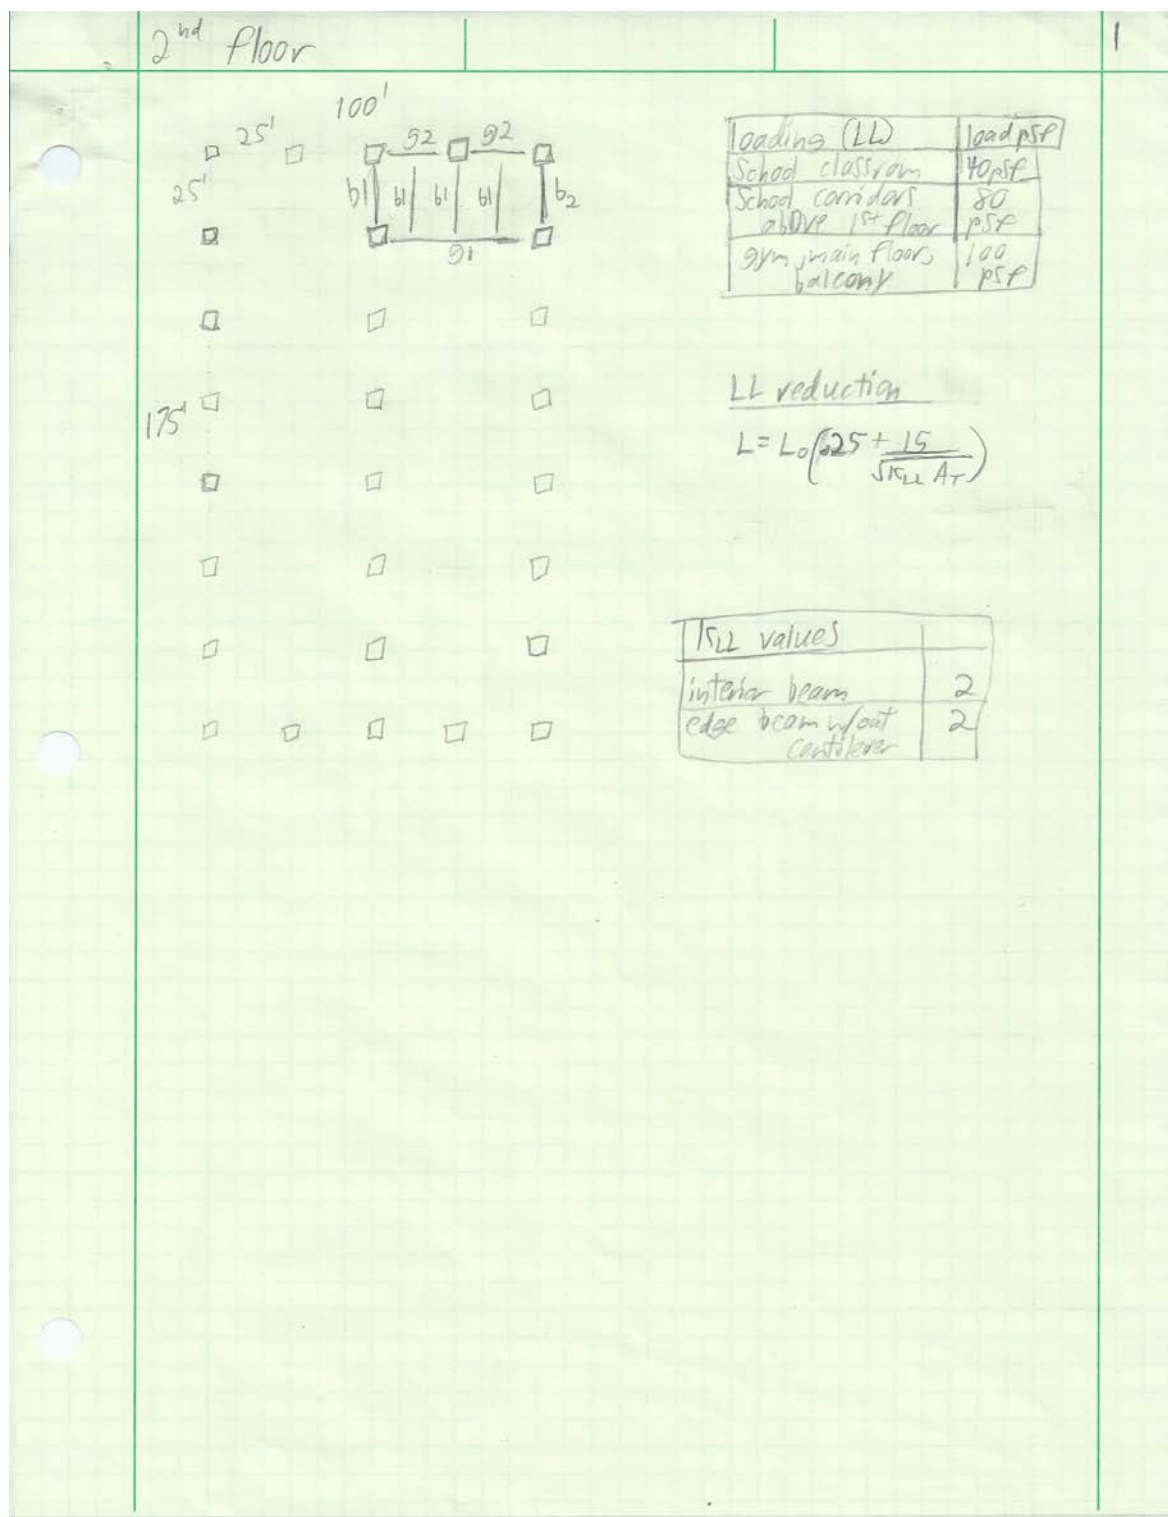 2nd floor
1
100'
25'
g2 g2
25'
b1 b1 b1 b1 b2
g1
175'
loading (LL) load psf
School classrom 40psf
School corridors 80
above 1st floor psf
gym, main floors, 100
balcony psf
LL reduction
L = Lo(.25 + 15/√KLL AT)
KLL values
interior beam 2
edge beam w/out 2
cantilever